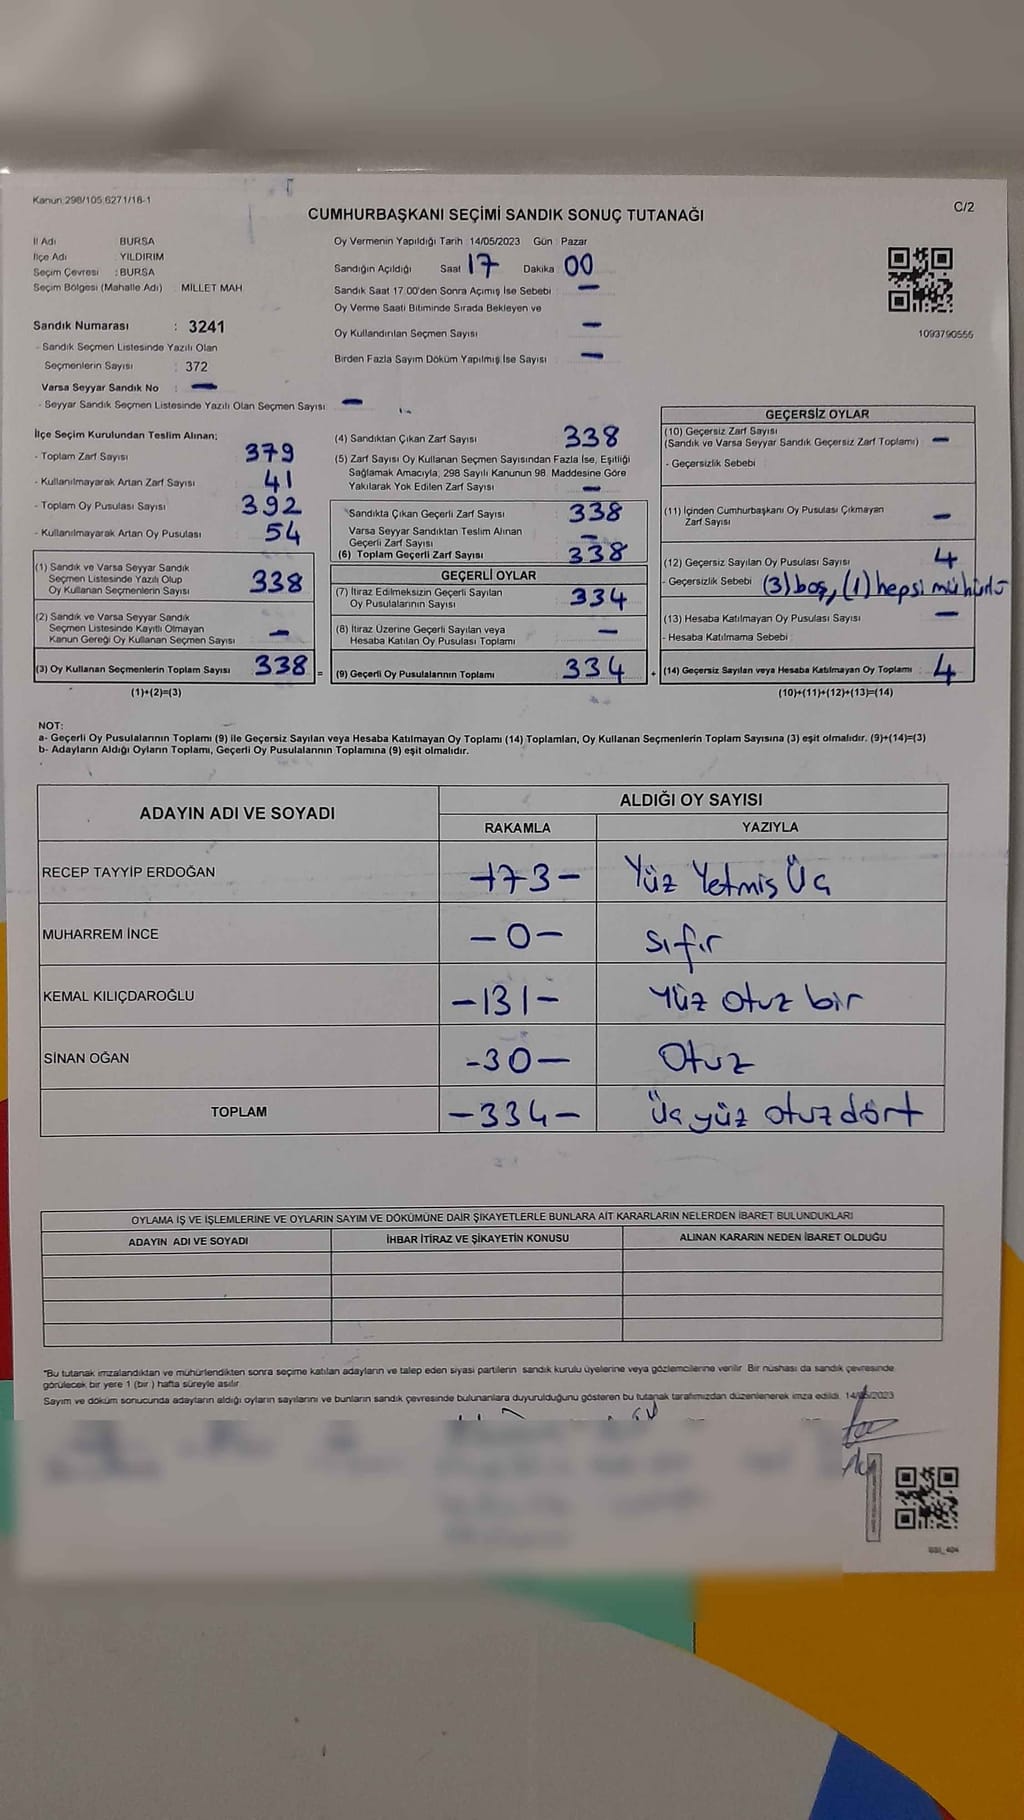 Kanun:298/105,6271/18-1
C/2
CUMHURBAŞKANI SEÇİMİ SANDIK SONUÇ TUTANAĞI
İl Adı BURSA
İlçe Adı YILDIRIM
Seçim Çevresi : BURSA
Seçim Bölgesi (Mahalle Adı) : MİLLET MAH
Sandık Numarası : 3241
- Sandık Seçmen Listesinde Yazılı Olan
Seçmenlerin Sayısı : 372
Varsa Seyyar Sandık No : —
- Seyyar Sandık Seçmen Listesinde Yazılı Olan Seçmen Sayısı: —
Oy Vermenin Yapıldığı Tarih :14/05/2023 Gün : Pazar
Sandığın Açıldığı Saat 17 Dakika 00
Sandık Saat 17:00'den Sonra Açımış İse Sebebi : —
Oy Verme Saati Bitiminde Sırada Bekleyen ve
Oy Kullandırılan Seçmen Sayısı —
Birden Fazla Sayım Döküm Yapılmış İse Sayısı : —
1093790555
İlçe Seçim Kurulundan Teslim Alınan;
- Toplam Zarf Sayısı 379
- Kullanılmayarak Artan Zarf Sayısı 41
- Toplam Oy Pusulası Sayısı 392
- Kullanılmayarak Artan Oy Pusulası 54
(1) Sandık ve Varsa Seyyar Sandık
Seçmen Listesinde Yazılı Olup
Oy Kullanan Seçmenlerin Sayısı 338
(2) Sandık ve Varsa Seyyar Sandık
Seçmen Listesinde Kayıtlı Olmayan
Kanun Gereği Oy Kullanan Seçmen Sayısı —
(3) Oy Kullanan Seçmenlerin Toplam Sayısı 338 =
(1)+(2)=(3)
(4) Sandıktan Çıkan Zarf Sayısı 338
(5) Zarf Sayısı Oy Kullanan Seçmen Sayısından Fazla İse, Eşitliği
Sağlamak Amacıyla, 298 Sayılı Kanunun 98. Maddesine Göre
Yakılarak Yok Edilen Zarf Sayısı —
Sandıkta Çıkan Geçerli Zarf Sayısı 338
Varsa Seyyar Sandıktan Teslim Alınan
Geçerli Zarf Sayısı —
(6) Toplam Geçerli Zarf Sayısı 338
GEÇERLİ OYLAR
(7) İtiraz Edilmeksizin Geçerli Sayılan
Oy Pusulalarının Sayısı 334
(8) İtiraz Üzerine Geçerli Sayılan veya
Hesaba Katılan Oy Pusulası Toplamı —
(9) Geçerli Oy Pusulalarının Toplamı 334 +
GEÇERSİZ OYLAR
(10) Geçersiz Zarf Sayısı
(Sandık ve Varsa Seyyar Sandık Geçersiz Zarf Toplamı) —
- Geçersizlik Sebebi
(11) İçinden Cumhurbaşkanı Oy Pusulası Çıkmayan
Zarf Sayısı —
(12) Geçersiz Sayılan Oy Pusulası Sayısı 4
- Geçersizlik Sebebi (3) boş, (1) hepsi mühürlü
(13) Hesaba Katılmayan Oy Pusulası Sayısı —
- Hesaba Katılmama Sebebi
(14) Geçersiz Sayılan veya Hesaba Katılmayan Oy Toplamı 4
(10)+(11)+(12)+(13)=(14)
NOT:
a- Geçerli Oy Pusulalarının Toplamı (9) ile Geçersiz Sayılan veya Hesaba Katılmayan Oy Toplamı (14) Toplamları, Oy Kullanan Seçmenlerin Toplam Sayısına (3) eşit olmalıdır. (9)+(14)=(3)
b- Adayların Aldığı Oyların Toplamı, Geçerli Oy Pusulalarının Toplamına (9) eşit olmalıdır.
ADAYIN ADI VE SOYADI ALDIĞI OY SAYISI
RAKAMLA YAZIYLA
RECEP TAYYİP ERDOĞAN -173- Yüz Yetmiş Üç
MUHARREM İNCE -0- sıfır
KEMAL KILIÇDAROĞLU -131- Yüz otuz bir
SİNAN OĞAN -30- Otuz
TOPLAM -334- Üç yüz otuz dört
OYLAMA İŞ VE İŞLEMLERİNE VE OYLARIN SAYIM VE DÖKÜMÜNE DAİR ŞİKAYETLERLE BUNLARA AİT KARARLARIN NELERDEN İBARET BULUNDUKLARI
ADAYIN ADI VE SOYADI İHBAR İTİRAZ VE ŞİKAYETİN KONUSU ALINAN KARARIN NEDEN İBARET OLDUĞU
*Bu tutanak imzalandıktan ve mühürlendikten sonra seçime katılan adayların ve talep eden siyasi partilerin sandık kurulu üyelerine veya gözlemcilerine verilir. Bir nüshası da sandık çevresinde
görülecek bir yere 1 (bir) hafta süreyle asılır.
Sayım ve döküm sonucunda adayların aldığı oyların sayılarını ve bunların sandık çevresinde bulunanlara duyurulduğunu gösteren bu tutanak tarafımızdan düzenlenerek imza edildi. 14/05/2023